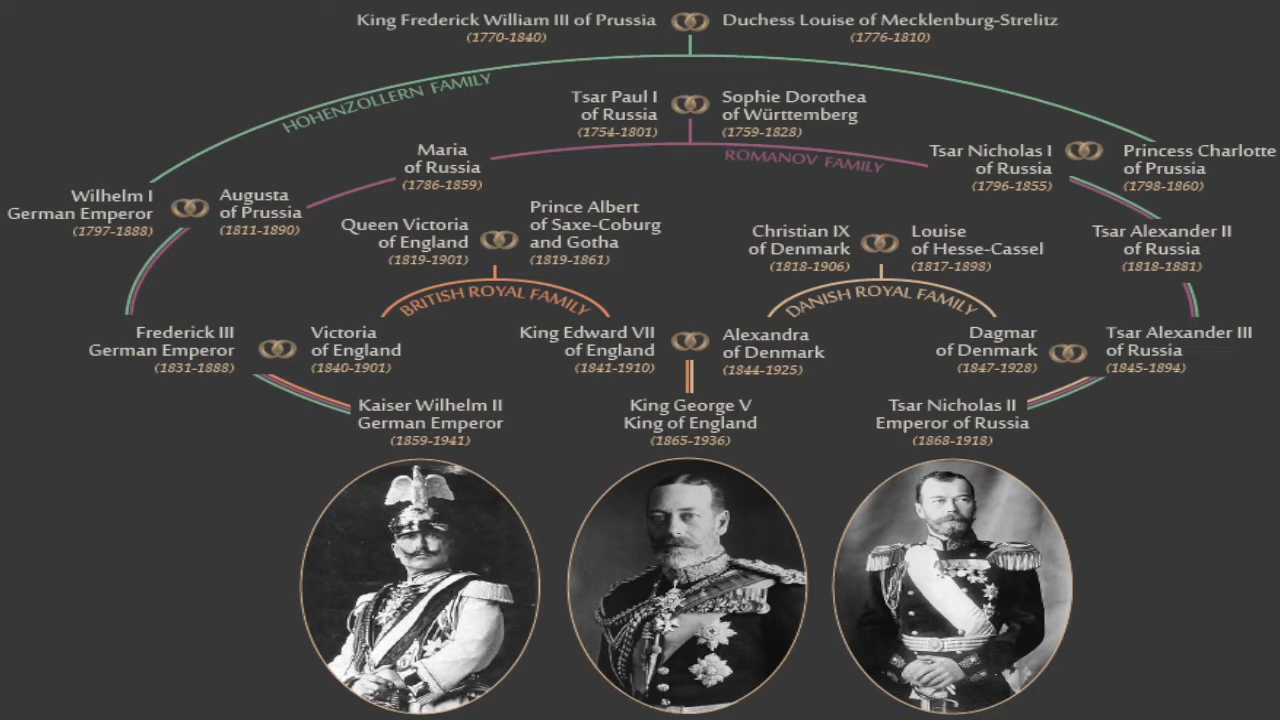 King Frederick William III of Prussia
(1770-1840)
Duchess Louise of Mecklenburg-Strelitz
(1776-1810)
HOHENZOLLERN FAMILY
Tsar Paul I
of Russia
(1754-1801)
Sophie Dorothea
of Württemberg
(1759-1828)
ROMANOV FAMILY
Maria
of Russia
(1786-1859)
Tsar Nicholas I
of Russia
(1796-1855)
Princess Charlotte
of Prussia
(1798-1860)
Wilhelm I
German Emperor
(1797-1888)
Augusta
of Prussia
(1811-1890)
Queen Victoria
of England
(1819-1901)
Prince Albert
of Saxe-Coburg
and Gotha
(1819-1861)
Christian IX
of Denmark
(1818-1906)
Louise
of Hesse-Cassel
(1817-1898)
Tsar Alexander II
of Russia
(1818-1881)
BRITISH ROYAL FAMILY
DANISH ROYAL FAMILY
Frederick III
German Emperor
(1831-1888)
Victoria
of England
(1840-1901)
King Edward VII
of England
(1841-1910)
Alexandra
of Denmark
(1844-1925)
Dagmar
of Denmark
(1847-1928)
Tsar Alexander III
of Russia
(1845-1894)
Kaiser Wilhelm II
German Emperor
(1859-1941)
King George V
King of England
(1865-1936)
Tsar Nicholas II
Emperor of Russia
(1868-1918)